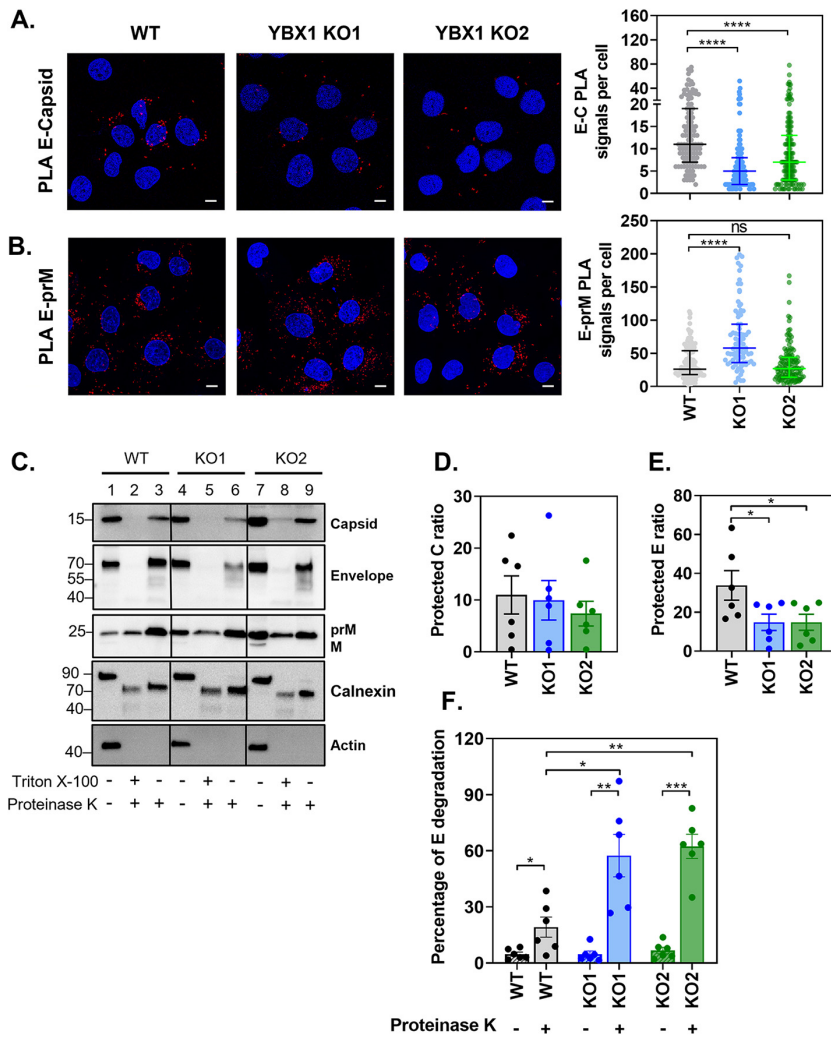 A.
WT
YBX1 KO1
YBX1 KO2
PLA E-Capsid
E-C PLA
signals per cell
160
120
80
40
20
15
10
5
0
****
****
B.
PLA E-prM
E-prM PLA
signals per cell
250
200
150
100
50
0
ns
****
WT
KO1
KO2
C.
WT
KO1
KO2
1 2 3 4 5 6 7 8 9
15
Capsid
70
55
40
Envelope
25
prM
M
90
70
40
Calnexin
40
Actin
Triton X-100 - + - - + - - + -
Proteinase K - + + - + + - + +
D.
Protected C ratio
30
20
10
0
WT
KO1
KO2
E.
Protected E ratio
80
60
40
20
0
*
*
WT
KO1
KO2
F.
Percentage of E degradation
120
90
60
30
0
**
*
**
***
*
WT
WT
KO1
KO1
KO2
KO2
Proteinase K - + - + - +